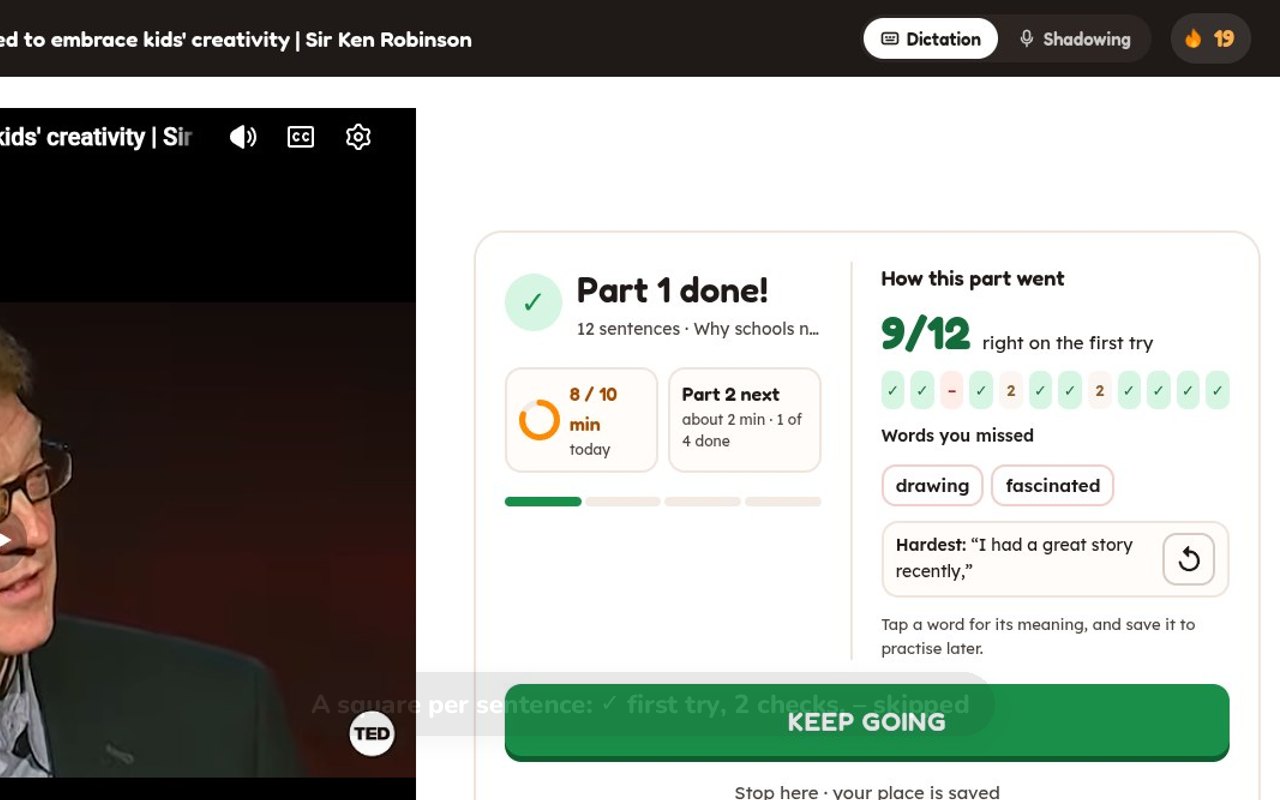 ed to embrace kids' creativity | Sir Ken Robinson
Dictation
Shadowing
19
kids' creativity | Sir
CC
TED
✓
Part 1 done!
12 sentences · Why schools n...
8 / 10
min
today
Part 2 next
about 2 min · 1 of
4 done
How this part went
9/12 right on the first try
✓ ✓ – ✓ 2 ✓ ✓ 2 ✓ ✓ ✓ ✓
Words you missed
drawing
fascinated
Hardest: “I had a great story
recently,”
Tap a word for its meaning, and save it to
practise later.
A square per sentence: ✓ first try, 2 checks, – skipped
KEEP GOING
Stop here · your place is saved